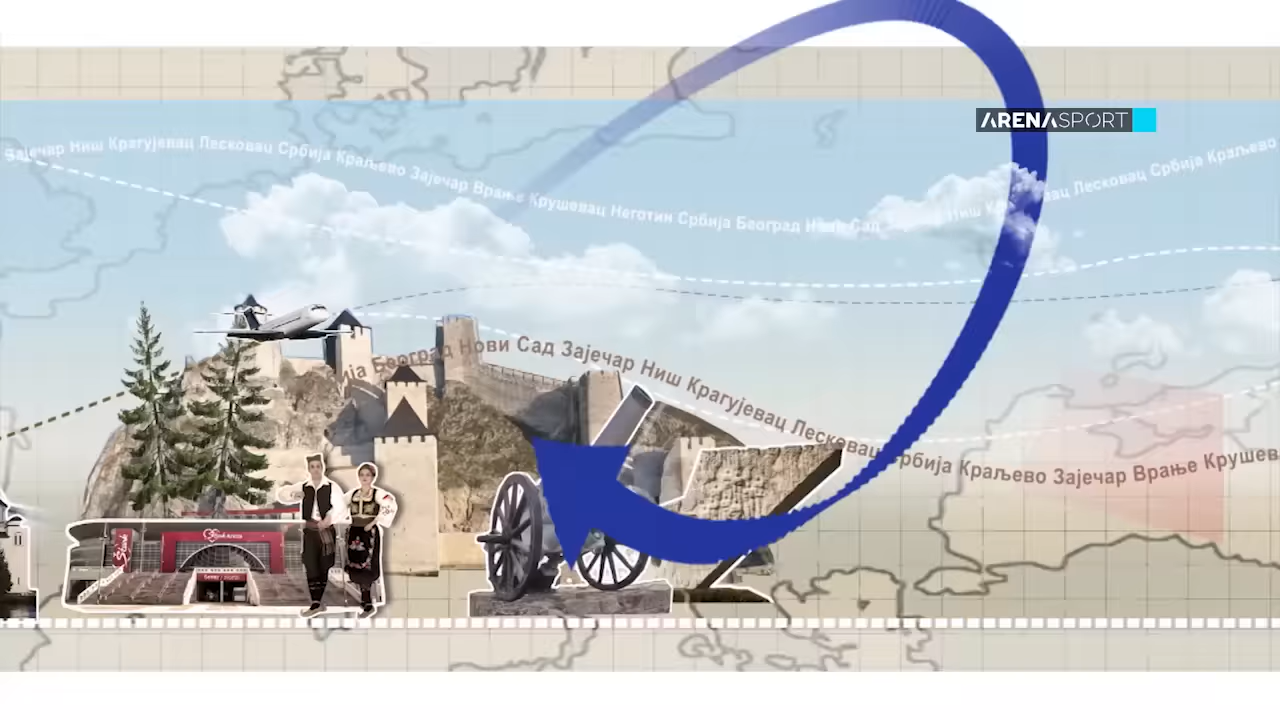 ARENASPORT
Зајечар Ниш Крагујевац Лесковац Србија Краљево Зајечар Врање Крушевац Неготин Србија Београд Нови Сад Ниш Лесковац Србија Краљево
Београд Нови Сад Зајечар Ниш Крагујевац Лесковац Србија Краљево Зајечар Врање